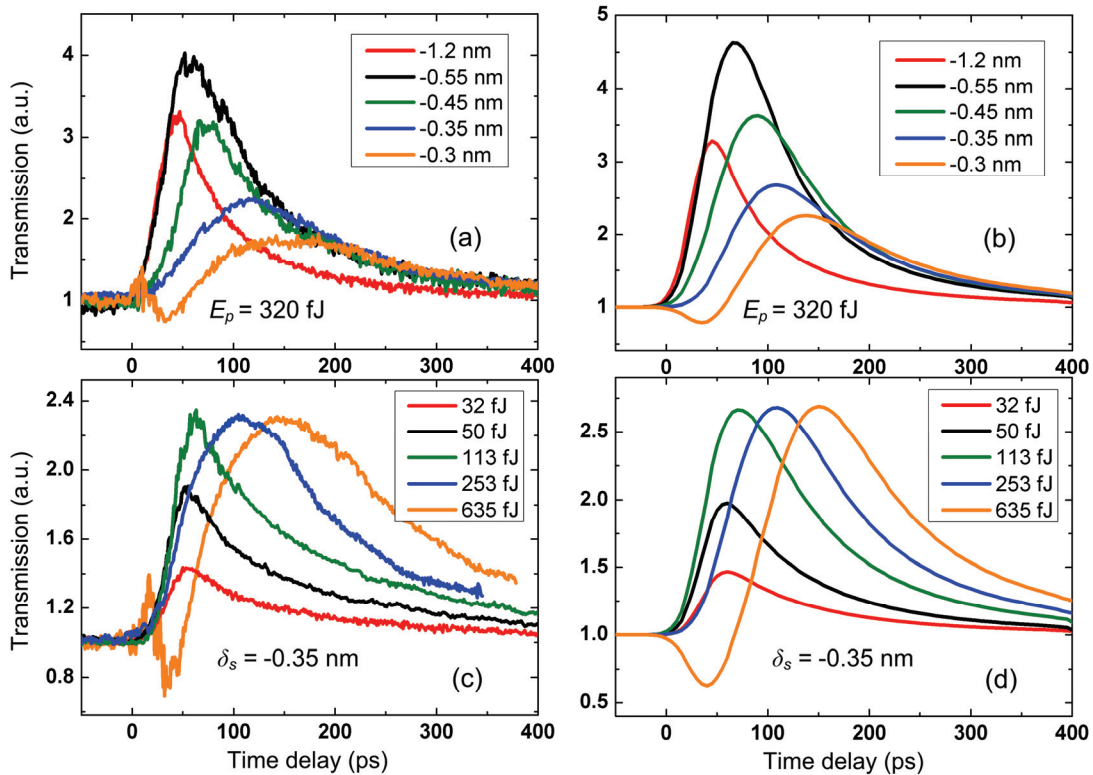 4
3
2
1
Transmission (a.u.)
-1.2 nm
-0.55 nm
-0.45 nm
-0.35 nm
-0.3 nm
(a)
Ep = 320 fJ
0 100 200 300 400
5
4
3
2
1
-1.2 nm
-0.55 nm
-0.45 nm
-0.35 nm
-0.3 nm
(b)
Ep = 320 fJ
0 100 200 300 400
2.4
2.0
1.6
1.2
0.8
Transmission (a.u.)
32 fJ
50 fJ
113 fJ
253 fJ
635 fJ
δs = -0.35 nm
(c)
0 100 200 300 400
Time delay (ps)
2.5
2.0
1.5
1.0
0.5
32 fJ
50 fJ
113 fJ
253 fJ
635 fJ
δs = -0.35 nm
(d)
0 100 200 300 400
Time delay (ps)